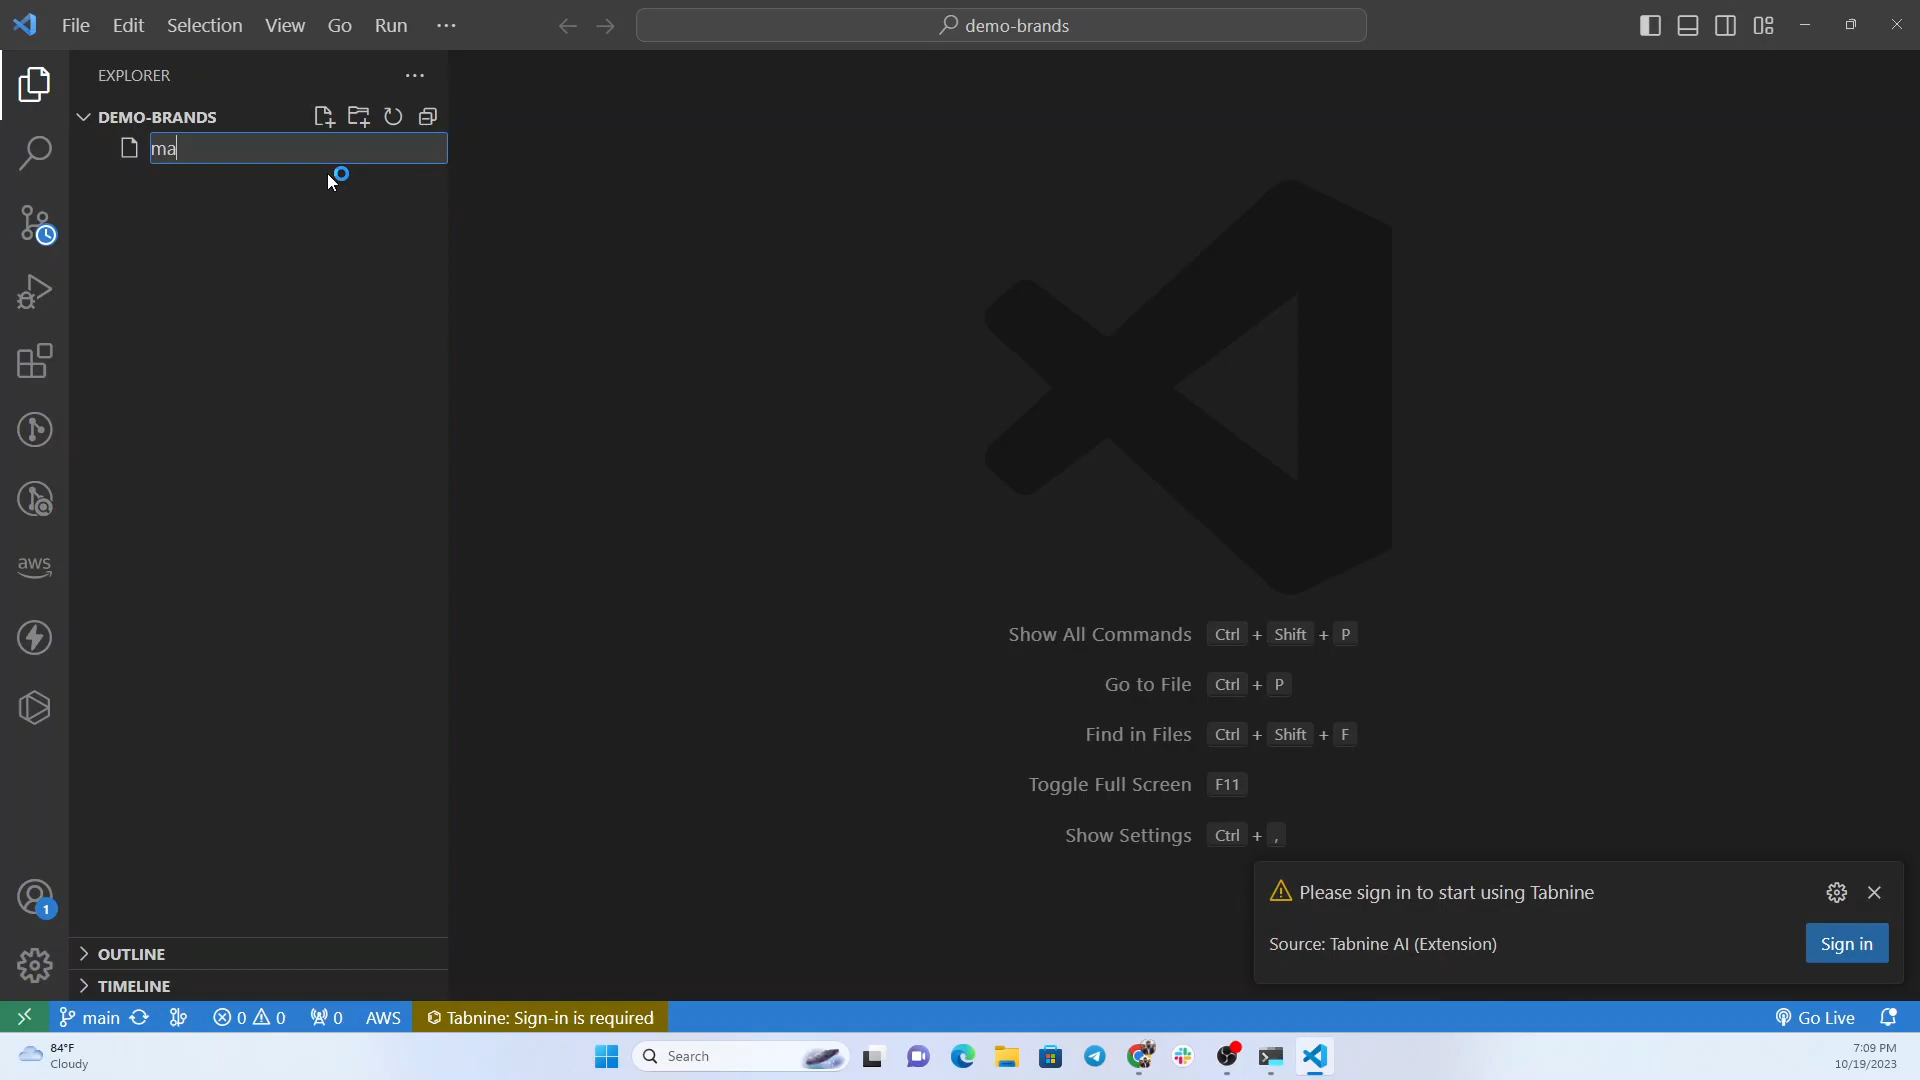 File Edit Selection View Go Run ···
demo-brands
EXPLORER
DEMO-BRANDS
ma
aws
Show All Commands Ctrl + Shift + P
Go to File Ctrl + P
Find in Files Ctrl + Shift + F
Toggle Full Screen F11
Show Settings Ctrl + ,
Please sign in to start using Tabnine
Source: Tabnine AI (Extension)
Sign in
1
OUTLINE
TIMELINE
main 0 0 0 AWS Tabnine: Sign-in is required Go Live
84°F
Cloudy
Search
7:09 PM
10/19/2023